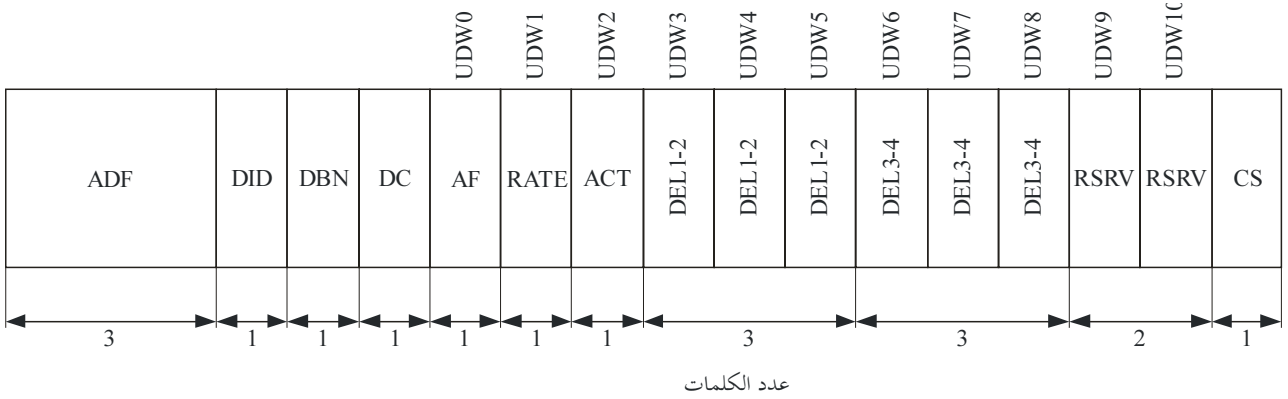 UDW0 UDW1 UDW2 UDW3 UDW4 UDW5 UDW6 UDW7 UDW8 UDW9 UDW10
ADF DID DBN DC AF RATE ACT DEL1-2 DEL1-2 DEL1-2 DEL3-4 DEL3-4 DEL3-4 RSRV RSRV CS
3 1 1 1 1 1 1 3 3 2 1
عدد الكلمات